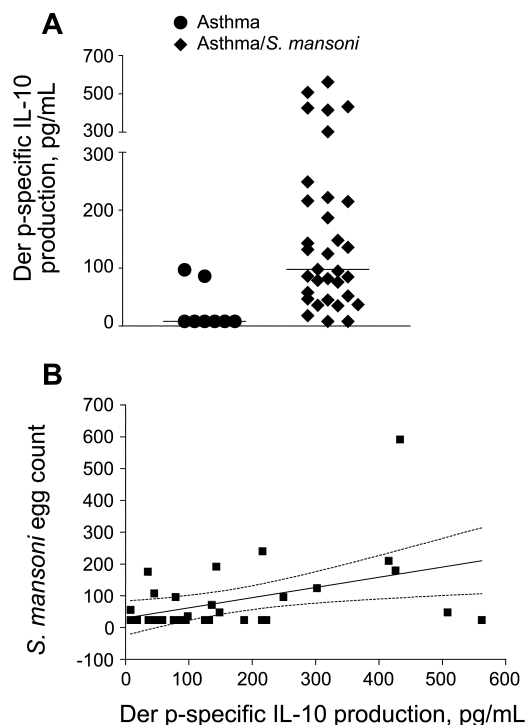 A
Asthma
Asthma/S. mansoni
Der p-specific IL-10
production, pg/mL
700
500
300
300
200
100
0
B
S. mansoni egg count
700
600
500
400
300
200
100
0
-100
0 100 200 300 400 500 600
Der p-specific IL-10 production, pg/mL